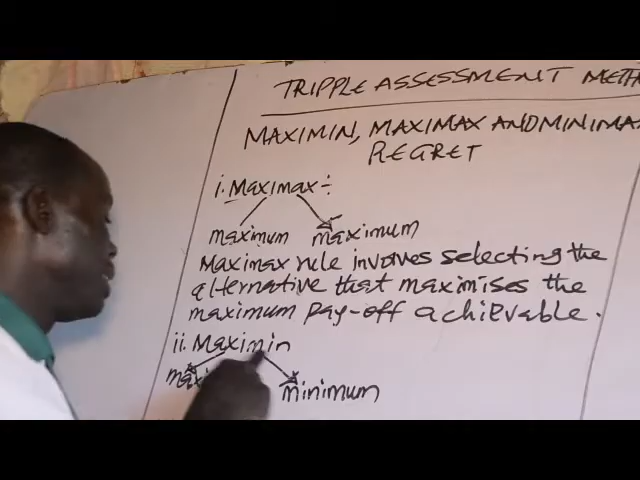 TRIPPLE ASSESSMENT METH
MAXIMIN, MAXIMAX AND MINIMAX
REGRET
i. Maximax :-
maximum maximum
Maximax rule involves selecting the
alternative that maximises the
maximum pay-off achievable.
ii. Maximin
minimum